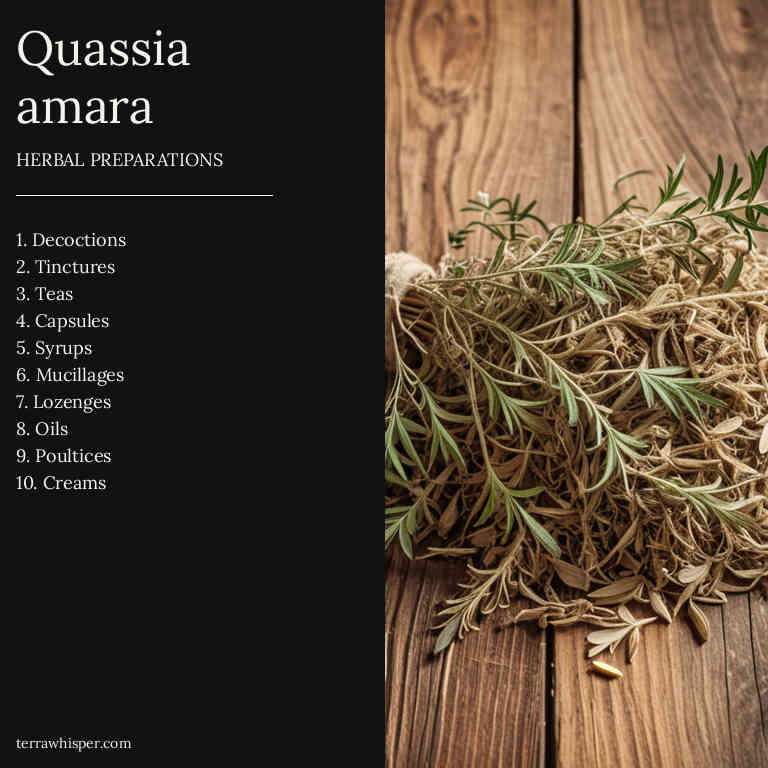 Quassia
amara
HERBAL PREPARATIONS
1. Decoctions
2. Tinctures
3. Teas
4. Capsules
5. Syrups
6. Mucillages
7. Lozenges
8. Oils
9. Poultices
10. Creams
terrawhisper.com